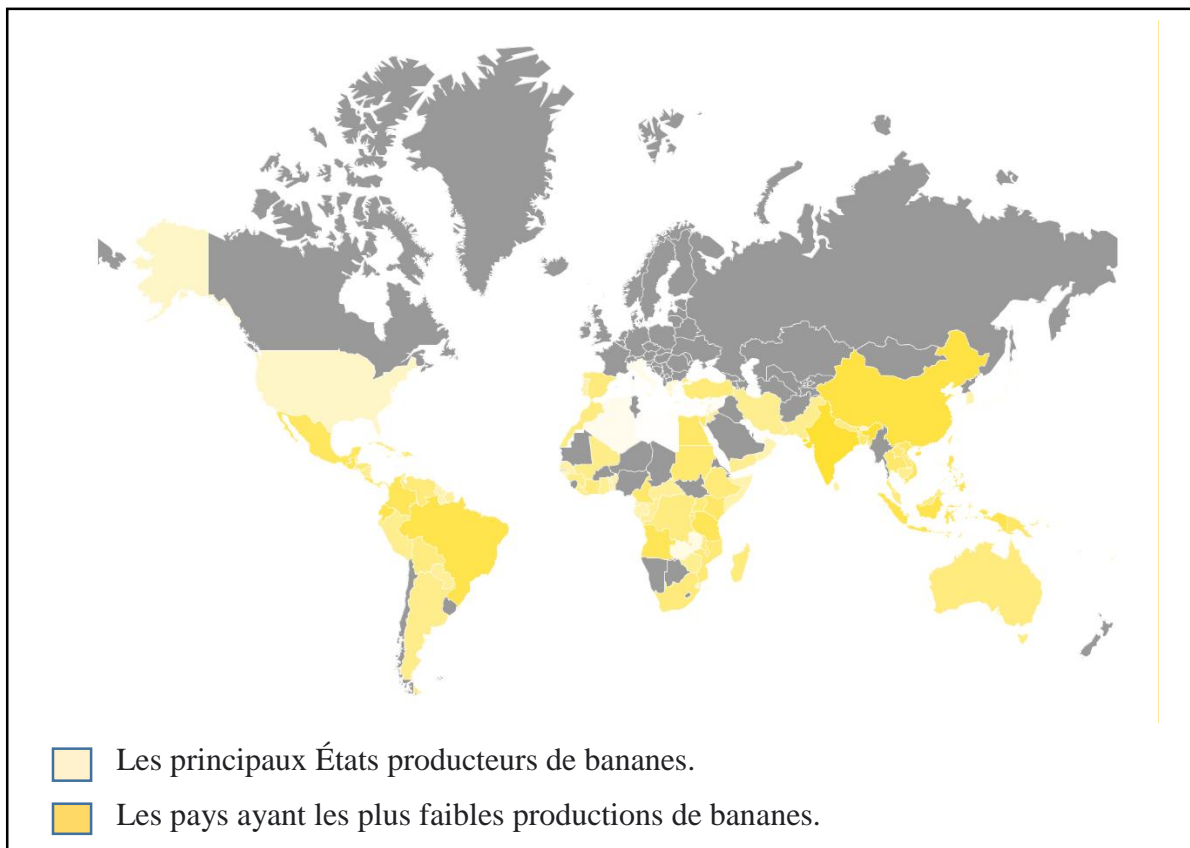 Les principaux États producteurs de bananes.
Les pays ayant les plus faibles productions de bananes.